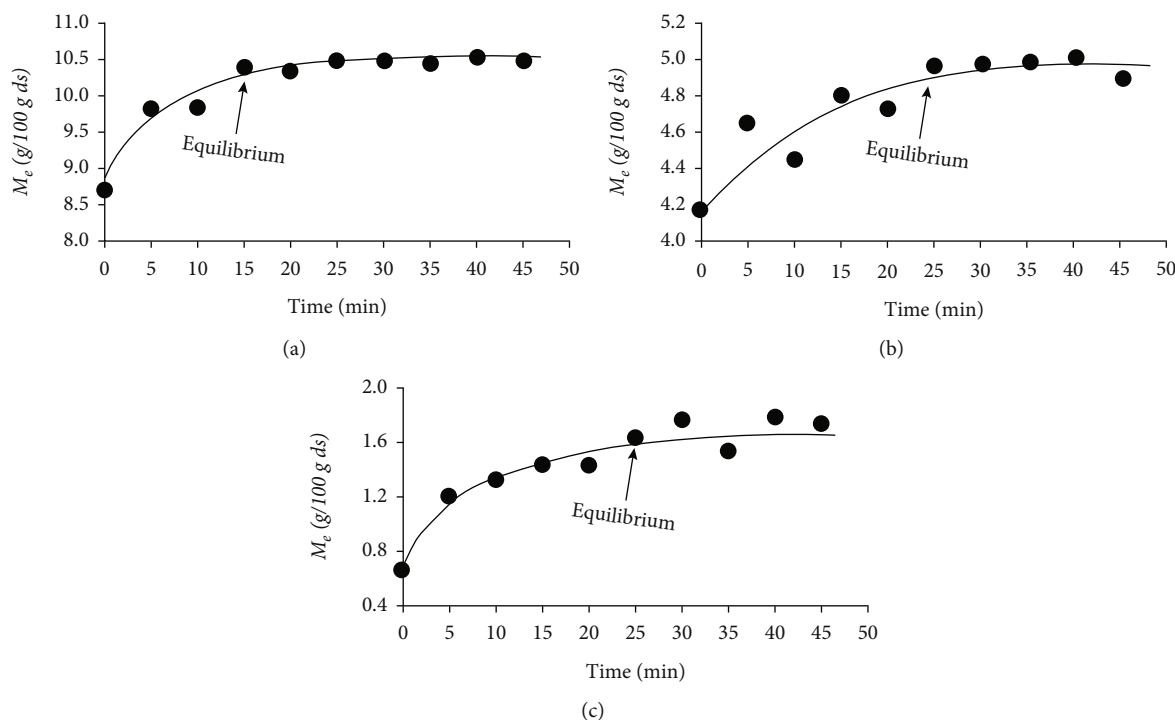 11.0
10.5
10.0
9.5
9.0
8.5
8.0
M_e (g/100 g ds)
Equilibrium
0 5 10 15 20 25 30 35 40 45 50
Time (min)
(a)
5.2
5.0
4.8
4.6
4.4
4.2
4.0
M_e (g/100 g ds)
Equilibrium
0 5 10 15 20 25 30 35 40 45 50
Time (min)
(b)
2.0
1.6
1.2
0.8
0.4
M_e (g/100 g ds)
Equilibrium
0 5 10 15 20 25 30 35 40 45 50
Time (min)
(c)